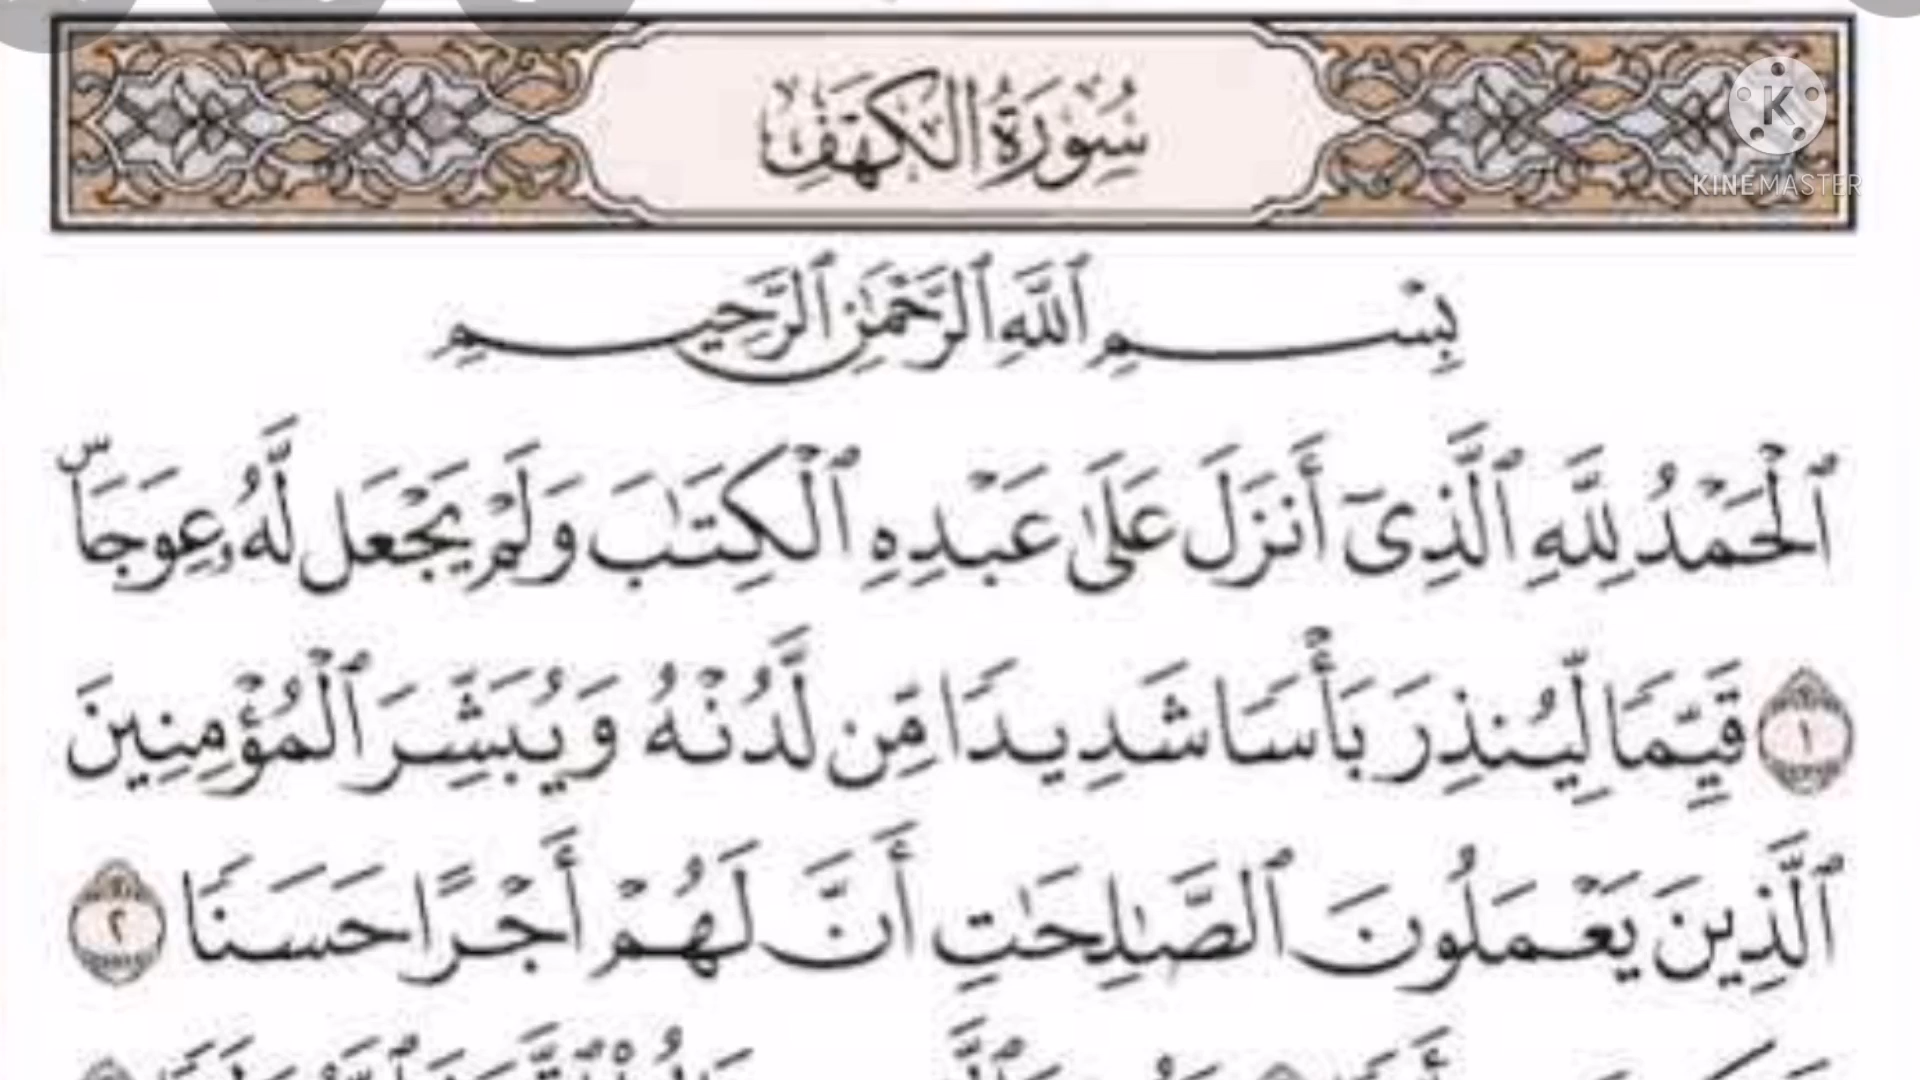 سُورَةُ الكَهۡفِ
KINEMASTER
بِسۡمِ ٱللَّهِ ٱلرَّحۡمَٰنِ ٱلرَّحِيمِ
ٱلۡحَمۡدُ لِلَّهِ ٱلَّذِيٓ أَنزَلَ عَلَىٰ عَبۡدِهِ ٱلۡكِتَٰبَ وَلَمۡ يَجۡعَل لَّهُۥ عِوَجَاۜ
١ قَيِّمٗا لِّيُنذِرَ بَأۡسٗا شَدِيدٗا مِّن لَّدُنۡهُ وَيُبَشِّرَ ٱلۡمُؤۡمِنِينَ
ٱلَّذِينَ يَعۡمَلُونَ ٱلصَّٰلِحَٰتِ أَنَّ لَهُمۡ أَجۡرًا حَسَنٗا ٢